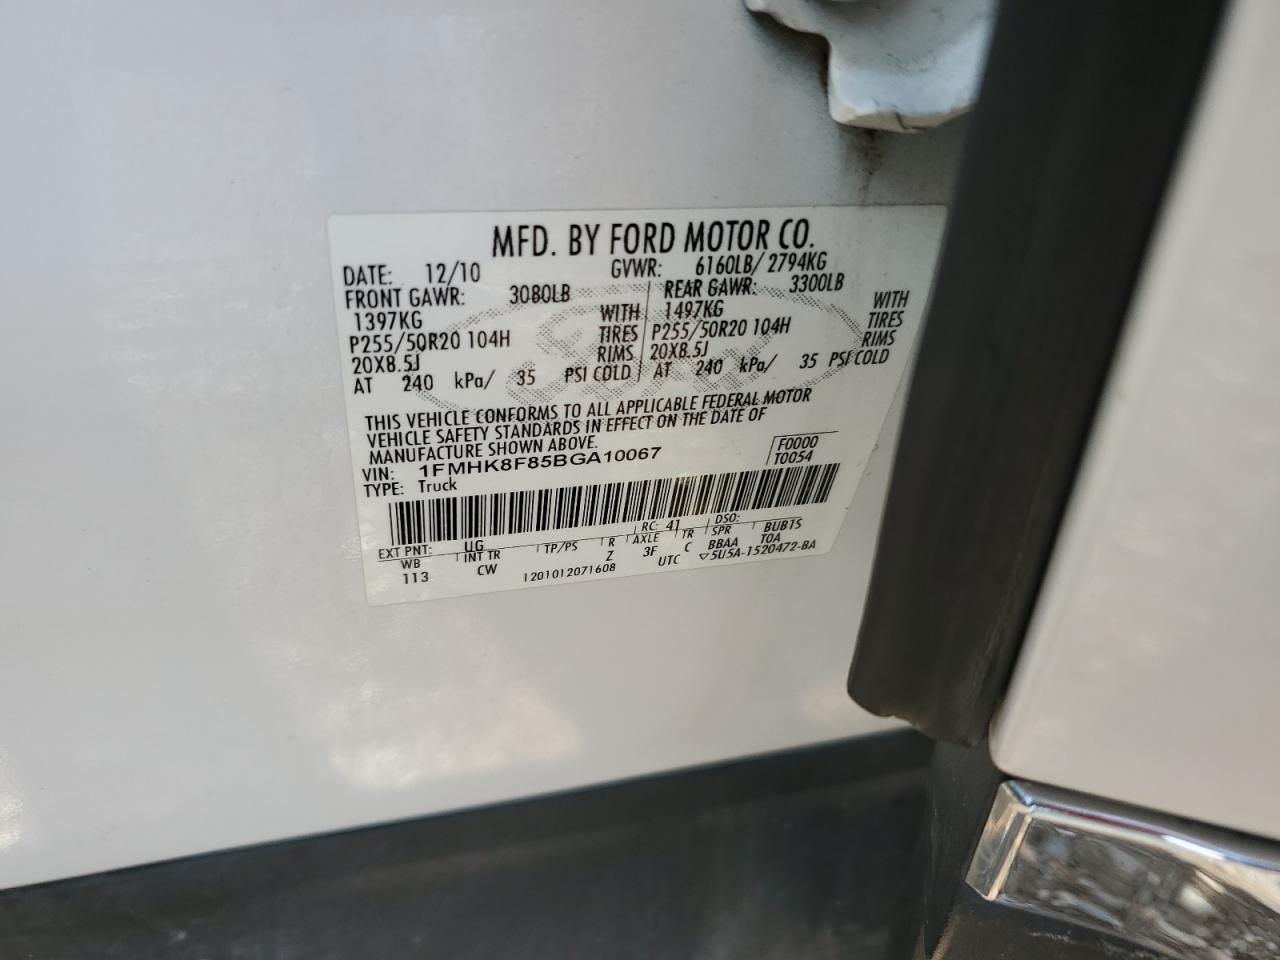 MFD. BY FORD MOTOR CO.
DATE: 12/10 GVWR: 6160LB/ 2794KG
FRONT GAWR: 3080LB REAR GAWR: 3300LB
1397KG WITH 1497KG WITH
P255/50R20 104H TIRES P255/50R20 104H TIRES
20X8.5J RIMS 20X8.5J RIMS
AT 240 kPa/ 35 PSI COLD AT 240 kPa/ 35 PSI COLD
Ford
THIS VEHICLE CONFORMS TO ALL APPLICABLE FEDERAL MOTOR
VEHICLE SAFETY STANDARDS IN EFFECT ON THE DATE OF
MANUFACTURE SHOWN ABOVE.
VIN: 1FMHK8F85BGA10067 F0000
TYPE: Truck T0054
EXT PNT: UG RC: 41 DSO:
WB INT TR TP/PS R AXLE TR SPR BUB1S
113 CW Z 3F C BBAA TOA
1201012071608 UTC ▽5U5A-1520472-BA